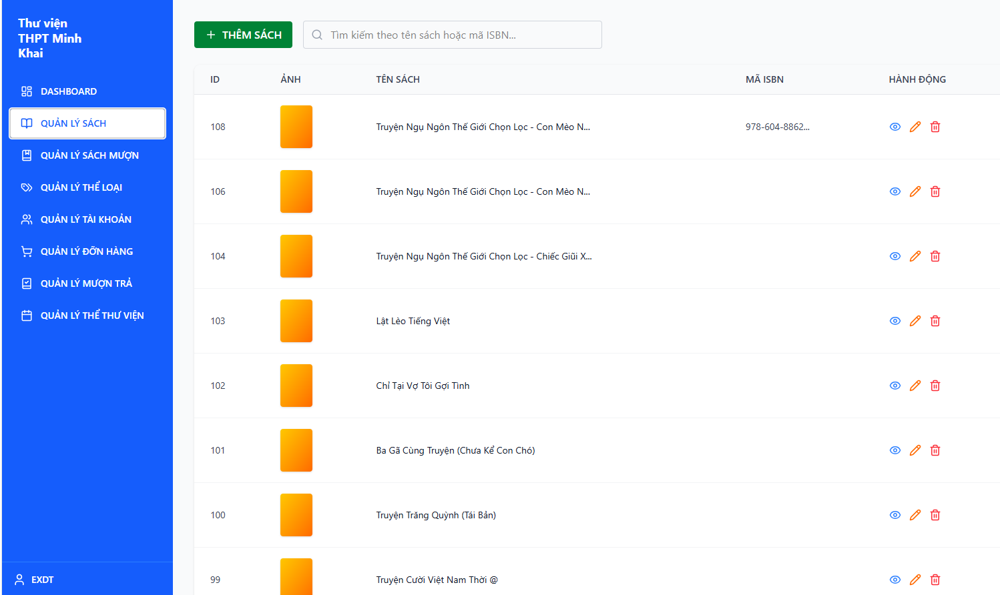 Thư viện
THPT Minh
Khai
DASHBOARD
QUẢN LÝ SÁCH
QUẢN LÝ SÁCH MƯỢN
QUẢN LÝ THỂ LOẠI
QUẢN LÝ TÀI KHOẢN
QUẢN LÝ ĐƠN HÀNG
QUẢN LÝ MƯỢN TRẢ
QUẢN LÝ THỂ THƯ VIỆN
EXDT
THÊM SÁCH
Tìm kiếm theo tên sách hoặc mã ISBN...
ID ẢNH TÊN SÁCH MÃ ISBN HÀNH ĐỘNG
108 Truyện Ngụ Ngôn Thế Giới Chọn Lọc - Con Mèo N... 978-604-8862...
106 Truyện Ngụ Ngôn Thế Giới Chọn Lọc - Con Mèo N...
104 Truyện Ngụ Ngôn Thế Giới Chọn Lọc - Chiếc Giũi X...
103 Lật Lèo Tiếng Việt
102 Chỉ Tại Vợ Tôi Gợi Tình
101 Ba Gã Cùng Truyện (Chưa Kể Con Chó)
100 Truyện Trăng Quỳnh (Tái Bản)
99 Truyện Cười Việt Nam Thời @